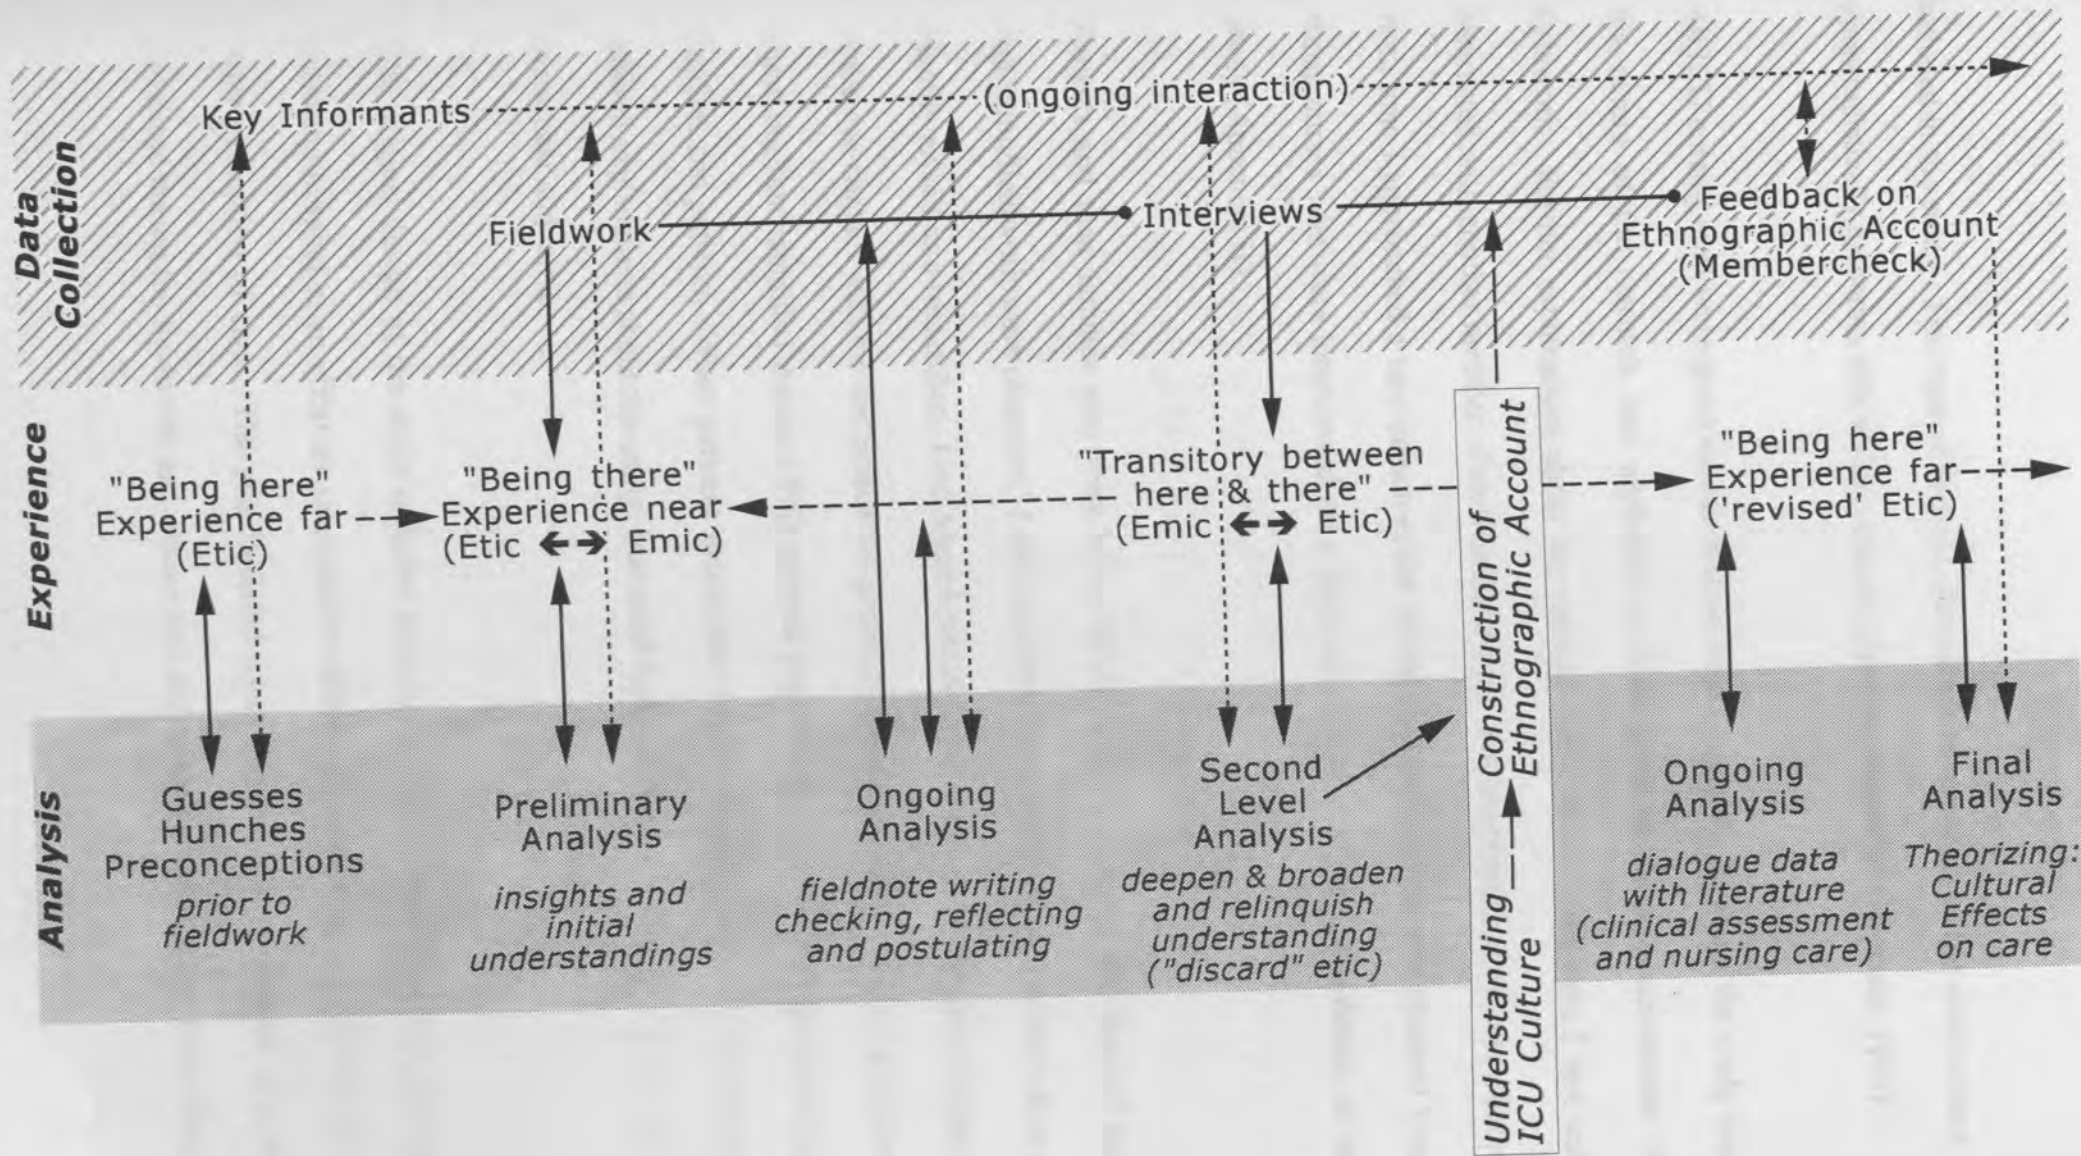 Data
Collection
Key Informants
(ongoing interaction)
Fieldwork
Interviews
Feedback on
Ethnographic Account
(Membercheck)
Experience
"Being here"
Experience far
(Etic)
"Being there"
Experience near
(Etic ↔ Emic)
"Transitory between
here & there"
(Emic ↔ Etic)
"Being here"
Experience far
('revised' Etic)
Analysis
Guesses
Hunches
Preconceptions
prior to
fieldwork
Preliminary
Analysis
insights and
initial
understandings
Ongoing
Analysis
fieldnote writing
checking, reflecting
and postulating
Second
Level
Analysis
deepen & broaden
and relinquish
understanding
("discard" etic)
Understanding
ICU Culture
Construction of
Ethnographic Account
Ongoing
Analysis
dialogue data
with literature
(clinical assessment
and nursing care)
Final
Analysis
Theorizing:
Cultural
Effects
on care